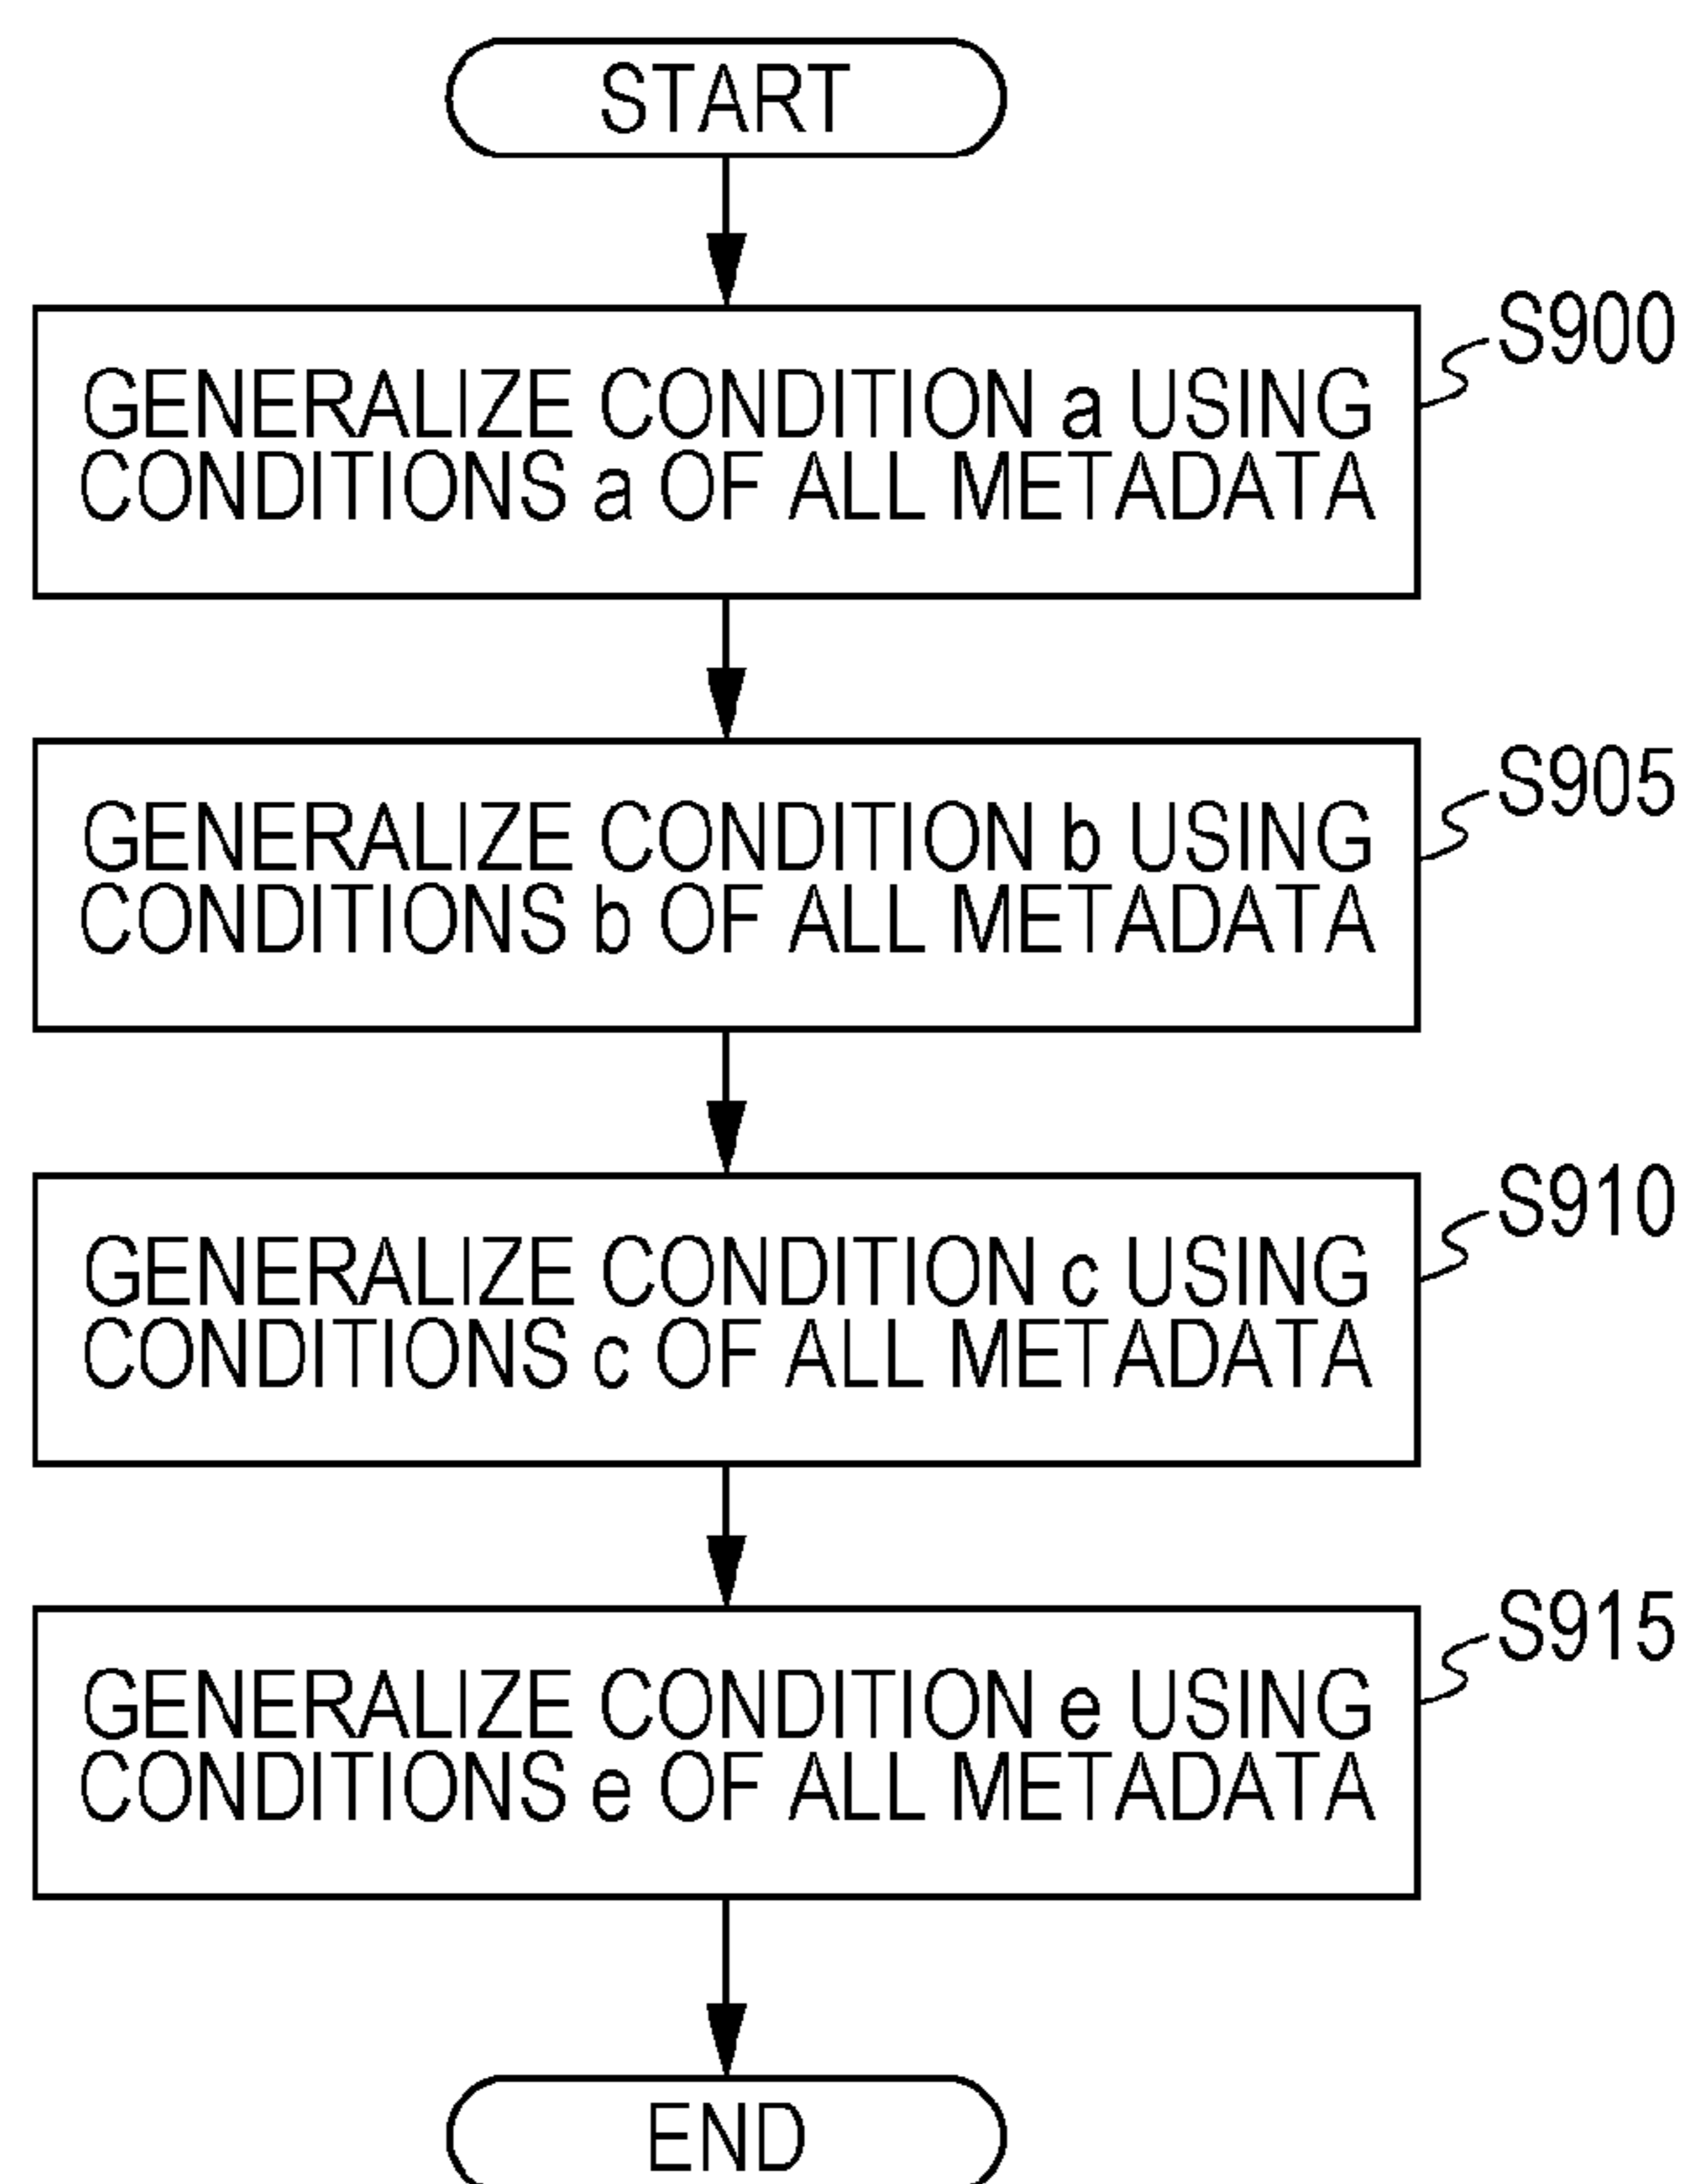 START
S900
GENERALIZE CONDITION a USING
CONDITIONS a OF ALL METADATA
S905
GENERALIZE CONDITION b USING
CONDITIONS b OF ALL METADATA
S910
GENERALIZE CONDITION c USING
CONDITIONS c OF ALL METADATA
S915
GENERALIZE CONDITION e USING
CONDITIONS e OF ALL METADATA
END